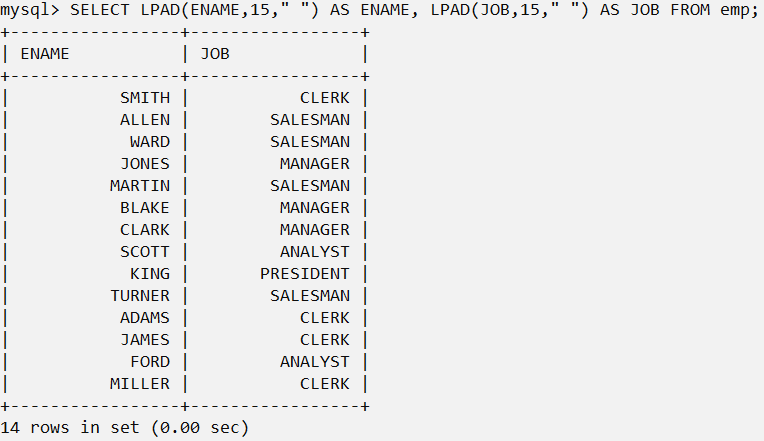 mysql> SELECT LPAD(ENAME,15," ") AS ENAME, LPAD(JOB,15," ") AS JOB FROM emp;
+-----------------+-----------------+
| ENAME           | JOB             |
+-----------------+-----------------+
|           SMITH |           CLERK |
|           ALLEN |        SALESMAN |
|            WARD |        SALESMAN |
|           JONES |         MANAGER |
|          MARTIN |        SALESMAN |
|           BLAKE |         MANAGER |
|           CLARK |         MANAGER |
|           SCOTT |         ANALYST |
|            KING |       PRESIDENT |
|          TURNER |        SALESMAN |
|           ADAMS |           CLERK |
|           JAMES |           CLERK |
|            FORD |         ANALYST |
|          MILLER |           CLERK |
+-----------------+-----------------+
14 rows in set (0.00 sec)